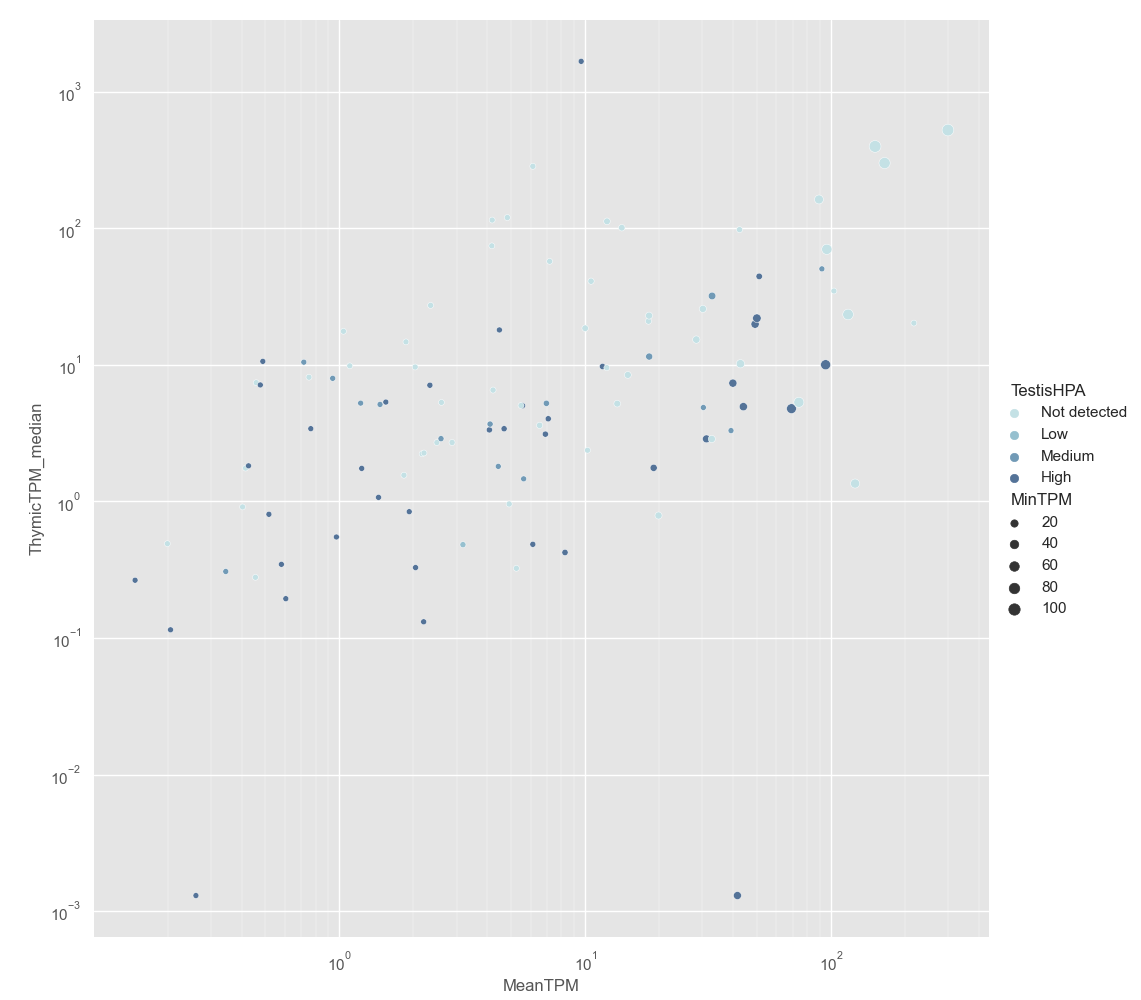 10³
10²
10¹
10⁰
10⁻¹
10⁻²
10⁻³
ThymicTPM_median
10⁰
10¹
10²
MeanTPM
TestisHPA
Not detected
Low
Medium
High
MinTPM
20
40
60
80
100